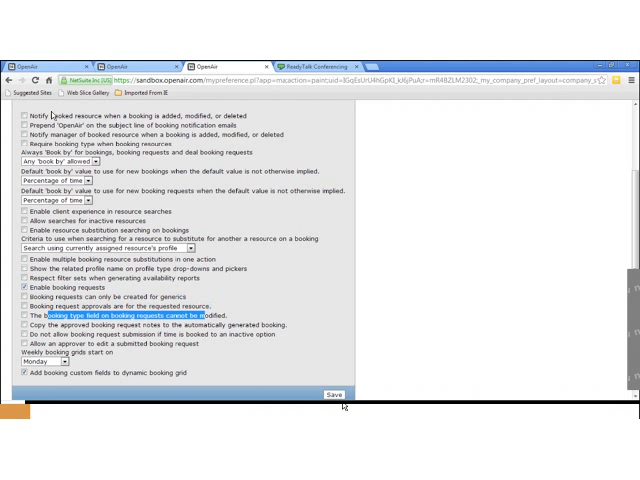 OpenAir
OpenAir
OpenAir
ReadyTalk Conferencing
NetSuite Inc [US]
https://sandbox.openair.com/mypreference.pl?app=ma;action=paint;uid=
_my_company_pref_layout=company_s
Suggested Sites
Web Slice Gallery
Imported From IE
Notify booked resource when a booking is added, modified, or deleted
Prepend 'OpenAir' on the subject line of booking notification emails
Notify manager of booked resource when a booking is added, modified, or deleted
Require booking type when booking resources
Always 'Book by' for bookings, booking requests and deal booking requests
Any 'book by' allowed
Default 'book by' value to use for new bookings when the default value is not otherwise implied.
Percentage of time
Default 'book by' value to use for new booking requests when the default value is not otherwise implied.
Percentage of time
Enable client experience in resource searches
Allow searches for inactive resources
Enable resource substitution searching on bookings
Criteria to use when searching for a resource to substitute for another resource on a booking
Search using currently assigned resource's profile
Enable multiple booking resource substitutions in one action
Show the related profile name on profile type drop-downs and pickers
Respect filter sets when generating availability reports
Enable booking requests
Booking requests can only be created for generics
Booking request approvals are for the requested resource.
The booking type field on booking requests cannot be modified.
Copy the approved booking request notes to the automatically generated booking.
Do not allow booking request submission if time is booked to an inactive option
Allow an approver to edit a submitted booking request
Weekly booking grids start on
Monday
Add booking custom fields to dynamic booking grid
Save